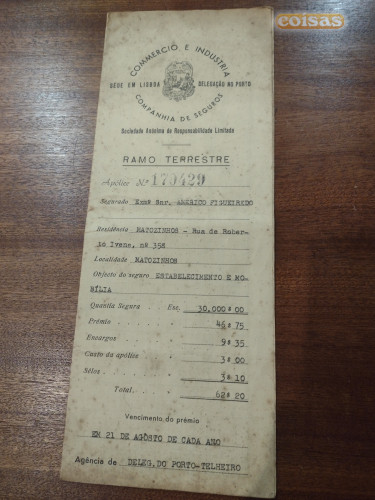 coisas
COMMERCIO E INDUSTRIA
SÉDE EM LISBOA DELEGAÇÃO NO PORTO
COMPANHIA DE SEGUROS
Sociedade Anónima de Responsabilidade Limitada
RAMO TERRESTRE
Apólice N.º 170429
Segurado Exmº Snr. AMERICO FIGUEIREDO
Residência MATOZINHOS - Rua de Rober-
to Ivens, nº 358
Localidade MATOZINHOS
Objecto do seguro ESTABELECIMENTO E MO-
BÍLIA
Quantia Segura . . Esc. 30.000$00
Prémio . . . . . " 46$75
Encargos . . . . " 9$35
Custo da apólice . . " 3$00
Sêlos . . . . . . " 3$10
Total. . . " 62$20
Vencimento do prémio
EM 21 DE AGOSTO DE CADA ANO
Agência de DELEG.DO PORTO-TELHEIRO